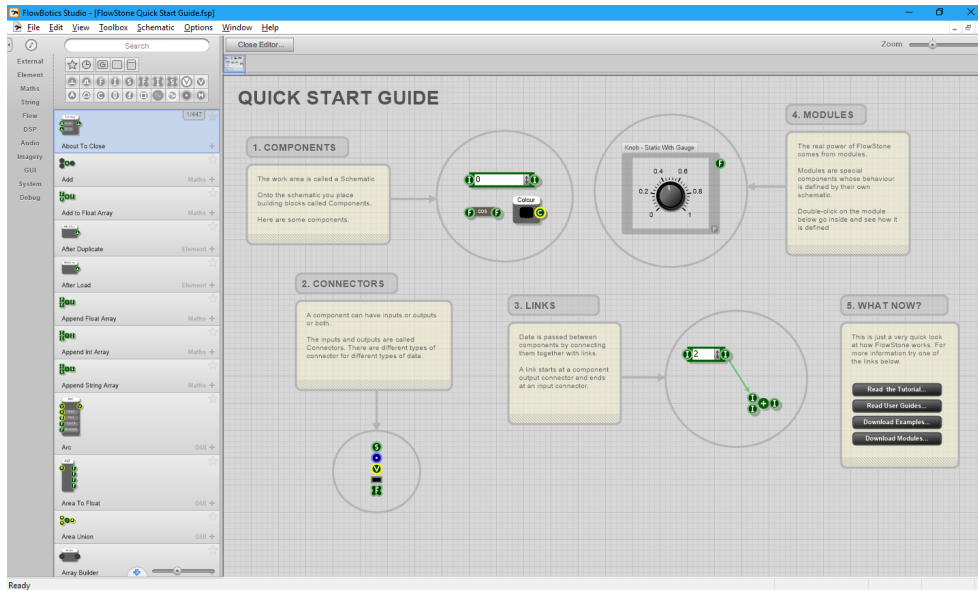 FlowBotics Studio - [FlowStone Quick Start Guide.fsp]
File Edit View Toolbox Schematic Options Window Help
Search
Close Editor...
Zoom
External
Element
Maths
String
Flow
DSP
Audio
Imagery
GUI
System
Debug
1/447
About To Close
Add Maths
Add to Float Array Maths
After Duplicate Element
After Load Element
Append Float Array Maths
Append Int Array Maths
Append String Array Maths
Arc GUI
Area To Float GUI
Area Union GUI
Array Builder
QUICK START GUIDE
1. COMPONENTS
The work area is called a Schematic
Onto the schematic you place
building blocks called Components.
Here are some components.
0
F COS F
Colour
C
Knob - Static With Gauge
F
0.4 0.6
0.2 0.8
0 1
P
4. MODULES
The real power of FlowStone
comes from modules.
Modules are special
components whose behaviour
is defined by their own
schematic.
Double-click on the module
below go inside and see how it
is defined
2. CONNECTORS
A component can have inputs or outputs
or both.
The inputs and outputs are called
Connectors. There are different types of
connector for different types of data.
S
V
3. LINKS
Data is passed between
components by connecting
them together with links.
A link starts at a component
output connector and ends
at an input connector.
2
5. WHAT NOW?
This is just a very quick look
at how FlowStone works. For
more information try one of
the links below.
Read the Tutorial...
Read User Guides...
Download Examples...
Download Modules...
Ready